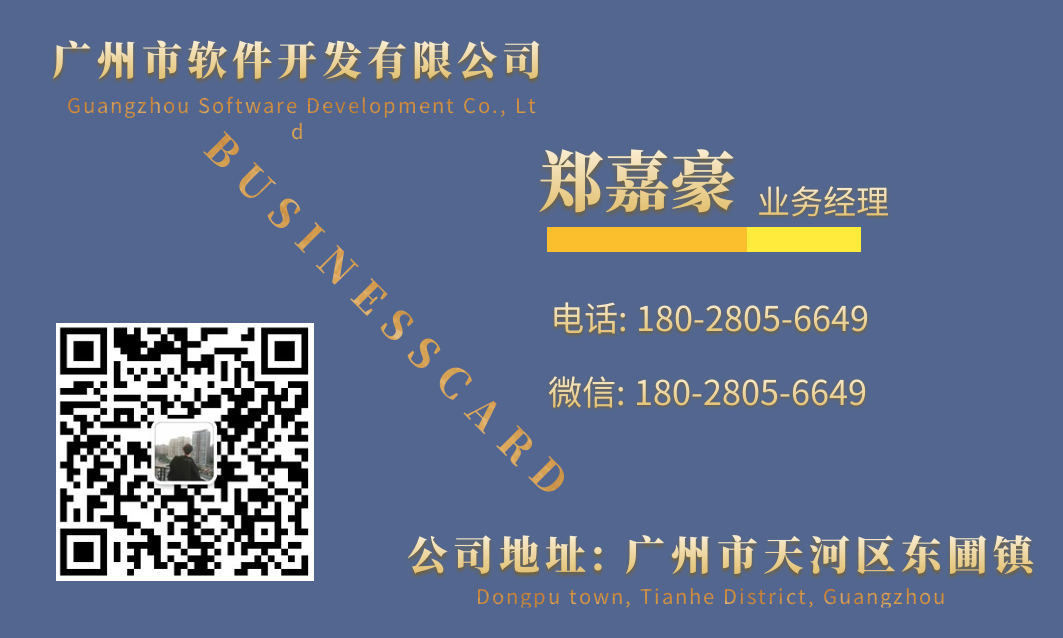 广州市软件开发有限公司
Guangzhou Software Development Co., Lt
d
BUSINESSCARD
郑嘉豪 业务经理
电话: 180-2805-6649
微信: 180-2805-6649
公司地址: 广州市天河区东圃镇
Dongpu town, Tianhe District, Guangzhou